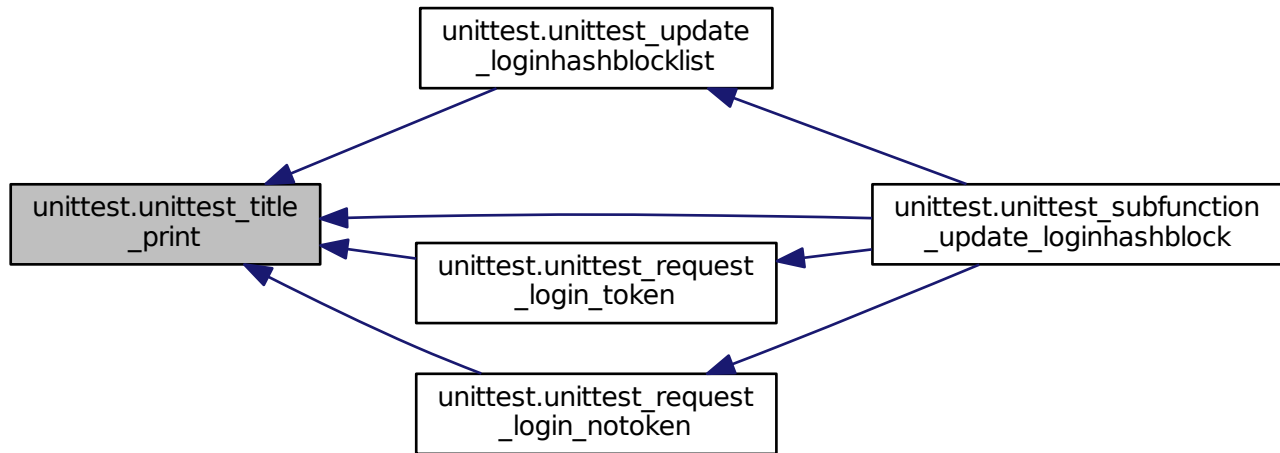 unittest.unittest_update
_loginhashblocklist
unittest.unittest_title
_print
unittest.unittest_subfunction
_update_loginhashblock
unittest.unittest_request
_login_token
unittest.unittest_request
_login_notoken